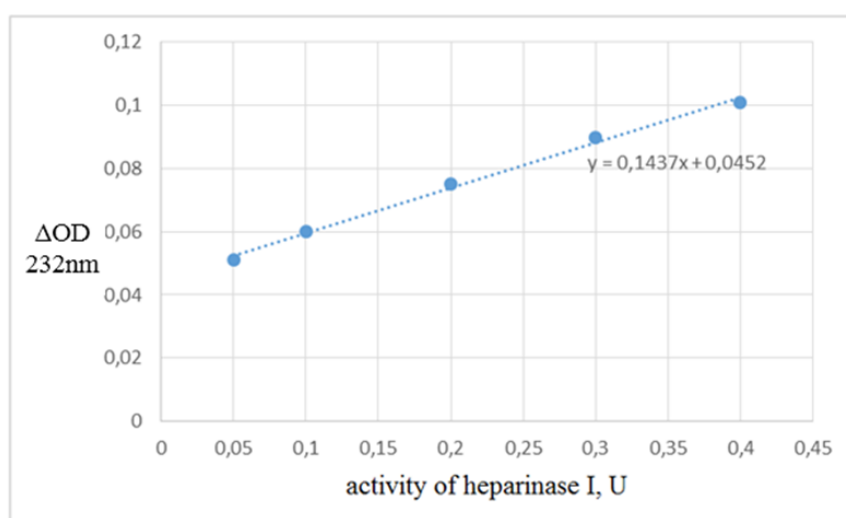 0,12
0,1
0,08
y = 0,1437x + 0,0452
ΔOD 0,06
232nm
0,04
0,02
0
0 0,05 0,1 0,15 0,2 0,25 0,3 0,35 0,4 0,45
activity of heparinase I, U